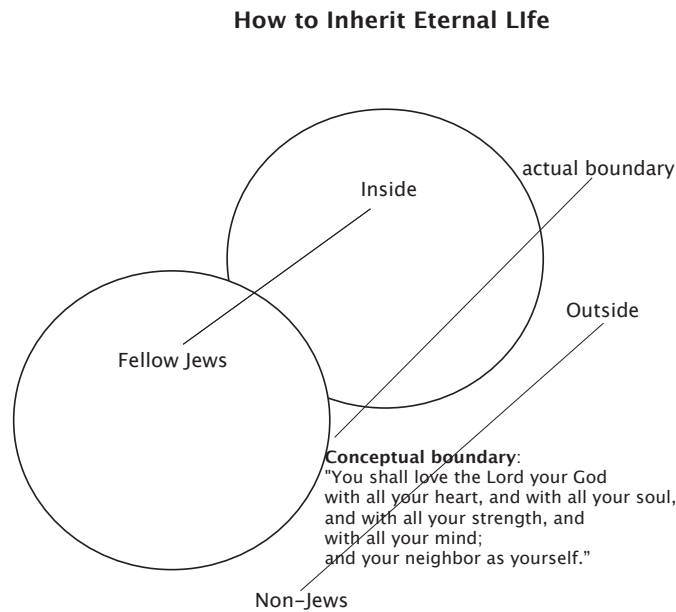 How to Inherit Eternal LIfe
actual boundary
Inside
Outside
Fellow Jews
Conceptual boundary:
"You shall love the Lord your God
with all your heart, and with all your soul,
and with all your strength, and
with all your mind;
and your neighbor as yourself.”
Non–Jews